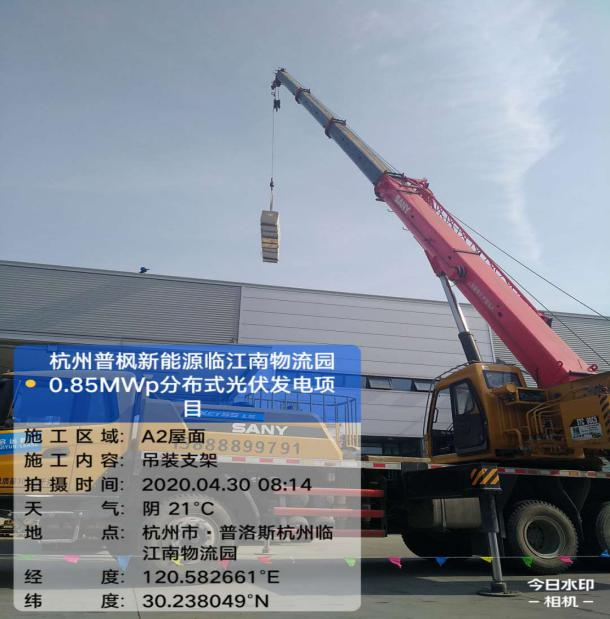 SANY
杭州普枫新能源临江南物流园
0.85MWp分布式光伏发电项
目
SANY
施工区域: A2屋面
施工内容: 吊装支架
拍摄时间: 2020.04.30 08:14
天 气: 阴 21°C
地 点: 杭州市·普洛斯杭州临
江南物流园
经 度: 120.582661°E
纬 度: 30.238049°N
今日水印
– 相机 –